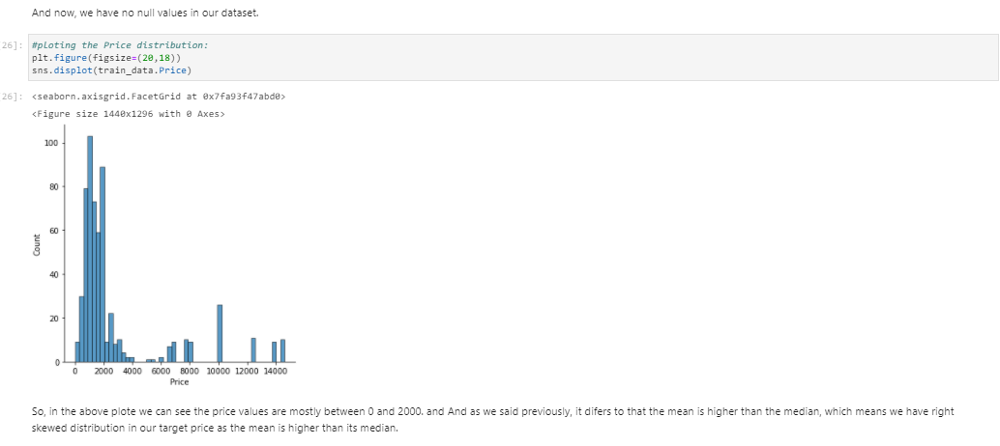 And now, we have no null values in our dataset.
26]: #ploting the Price distribution:
plt.figure(figsize=(20,18))
sns.displot(train_data.Price)
26]: <seaborn.axisgrid.FacetGrid at 0x7fa93f47abd0>
<Figure size 1440x1296 with 0 Axes>
100
80
60
40
20
0
Count
0 2000 4000 6000 8000 10000 12000 14000
Price
So, in the above plote we can see the price values are mostly between 0 and 2000. and And as we said previously, it difers to that the mean is higher than the median, which means we have right
skewed distribution in our target price as the mean is higher than its median.